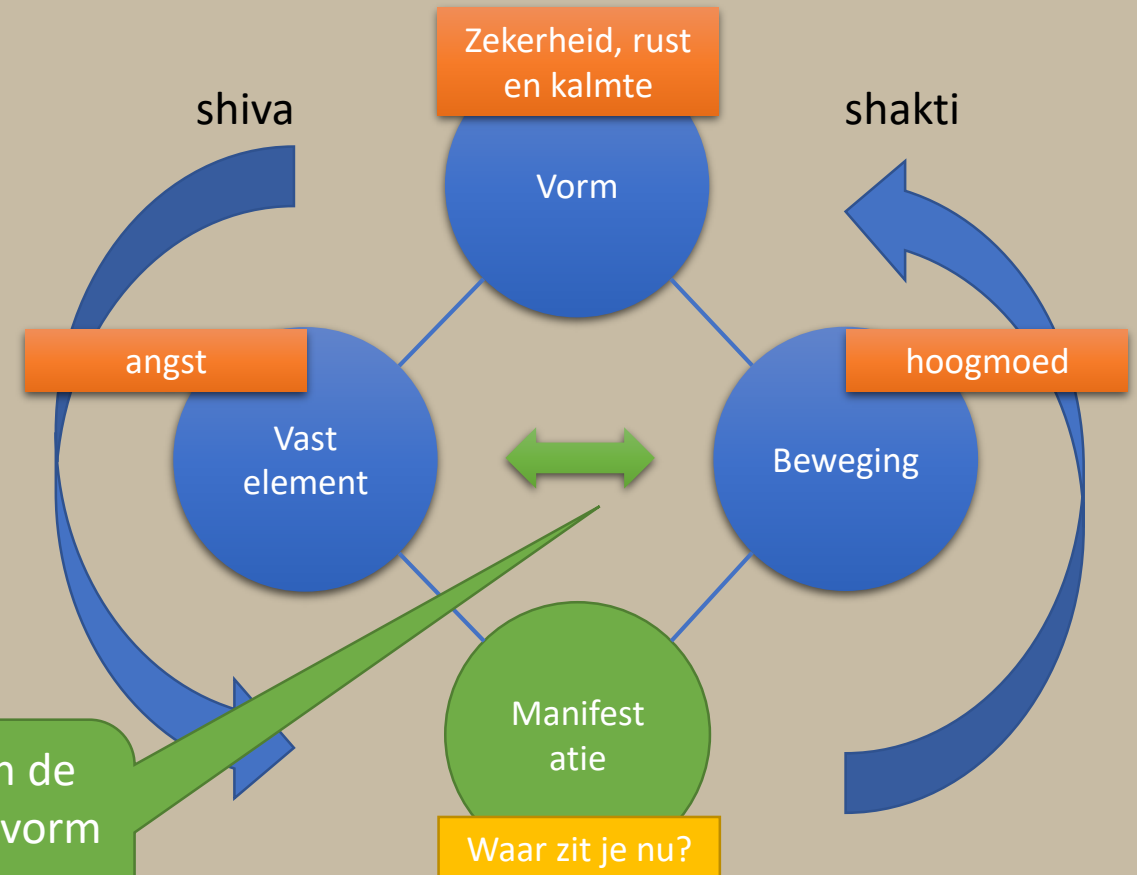 Zekerheid, rust
en kalmte
shiva
shakti
Vorm
angst
hoogmoed
Vast
element
Beweging
Manifest
atie
de
vorm
Waar zit je nu?